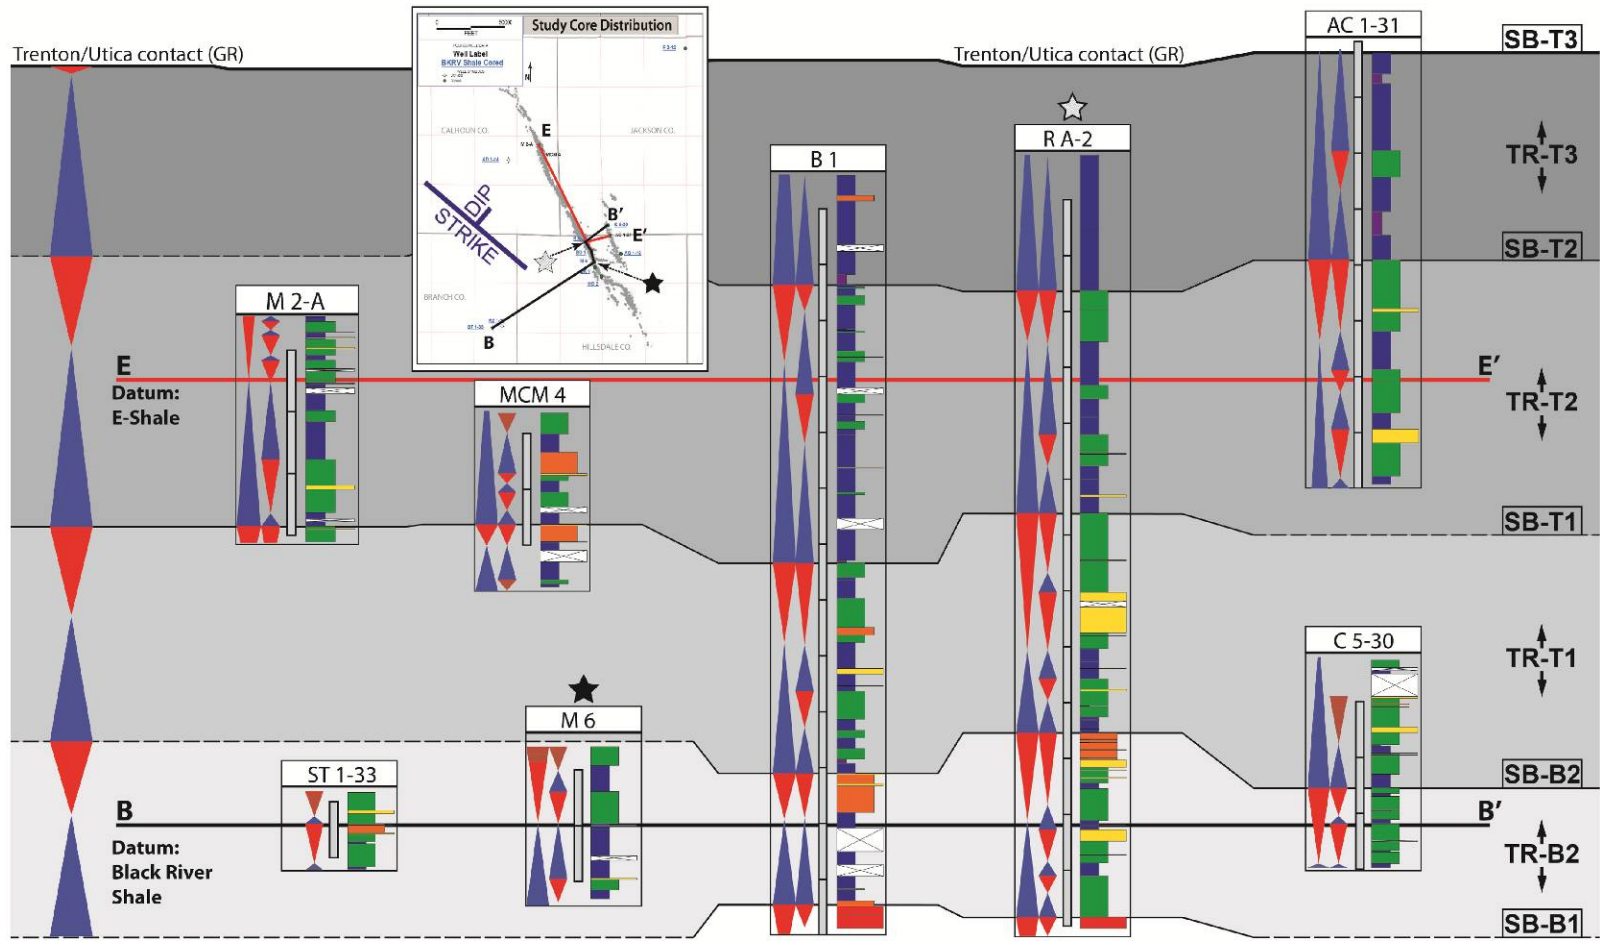 Trenton/Utica contact (GR)
Study Core Distribution
FEET
Well Label
BKRV Shale Cored
N
CALHOUN CO.
JACKSON CO.
E
DIP
STRIKE
B'
E'
BRANCH CO.
B
HILLSDALE CO.
Trenton/Utica contact (GR)
AC 1-31
SB-T3
B 1
R A-2
TR-T3
SB-T2
M 2-A
E
Datum:
E-Shale
MCM 4
E'
TR-T2
SB-T1
C 5-30
TR-T1
M 6
ST 1-33
SB-B2
B
Datum:
Black River
Shale
B'
TR-B2
SB-B1